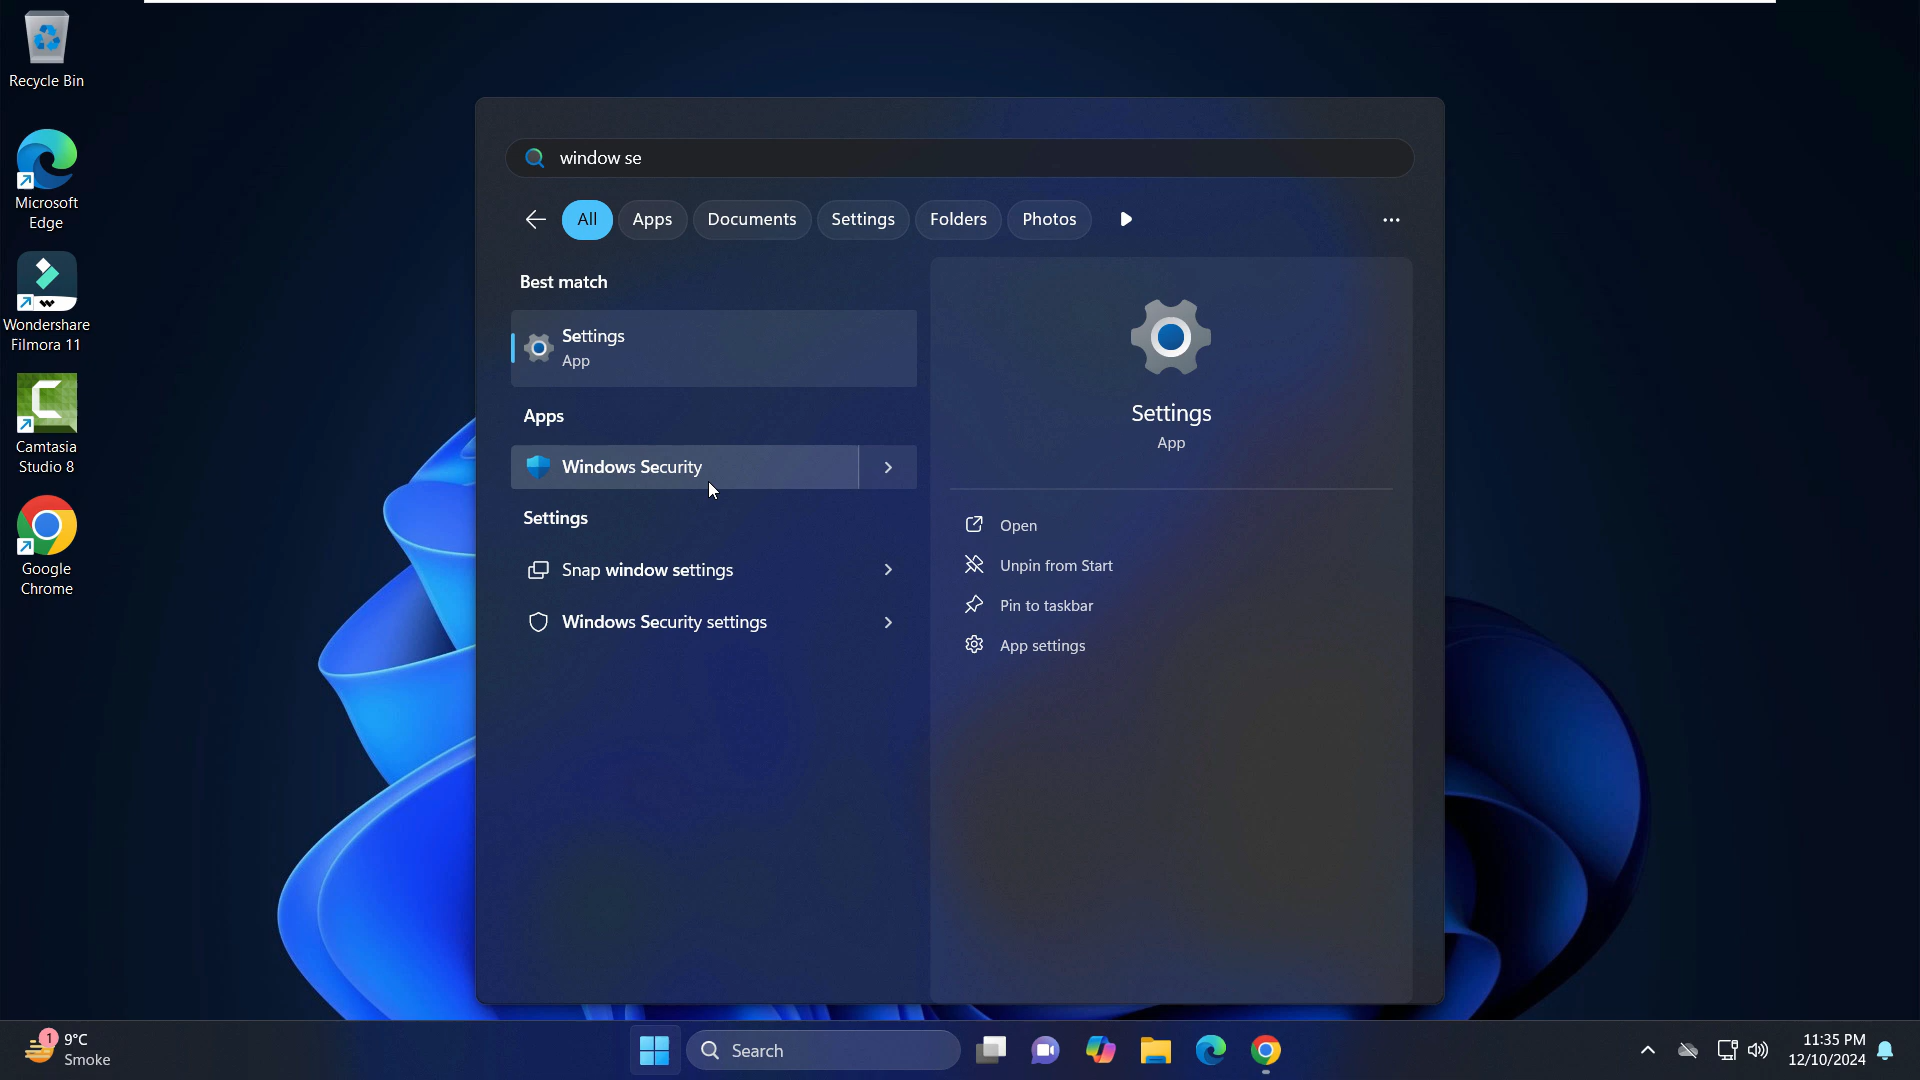 Recycle Bin
Microsoft
Edge
Wondershare
Filmora 11
Camtasia
Studio 8
Google
Chrome
window se
All
Apps
Documents
Settings
Folders
Photos
Best match
Settings
App
Apps
Windows Security
Settings
Snap window settings
Windows Security settings
Settings
App
Open
Unpin from Start
Pin to taskbar
App settings
1
9°C
Smoke
Search
11:35 PM
12/10/2024